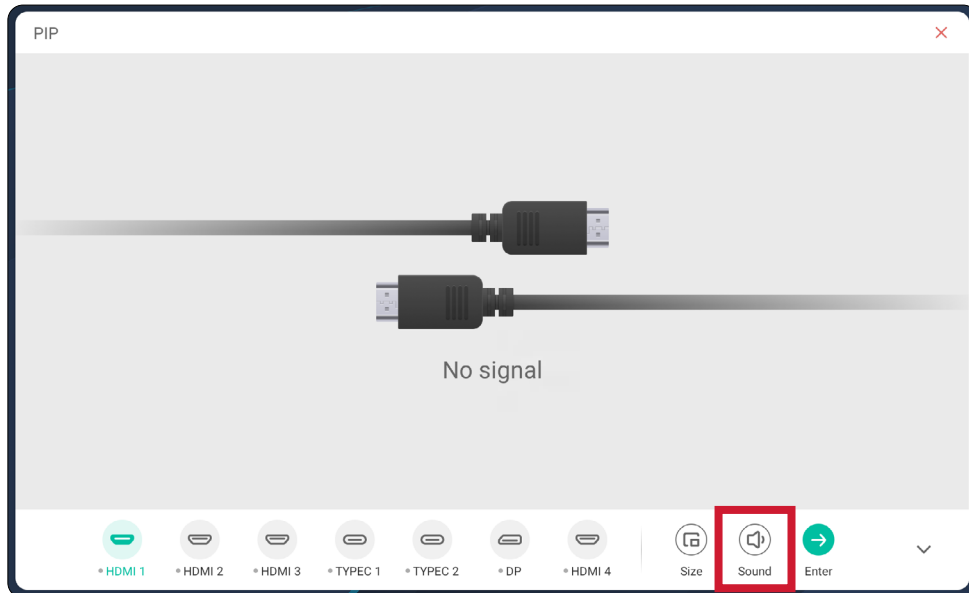 PIP
No signal
HDMI 1
HDMI 2
HDMI 3
TYPEC 1
TYPEC 2
DP
HDMI 4
Size
Sound
Enter